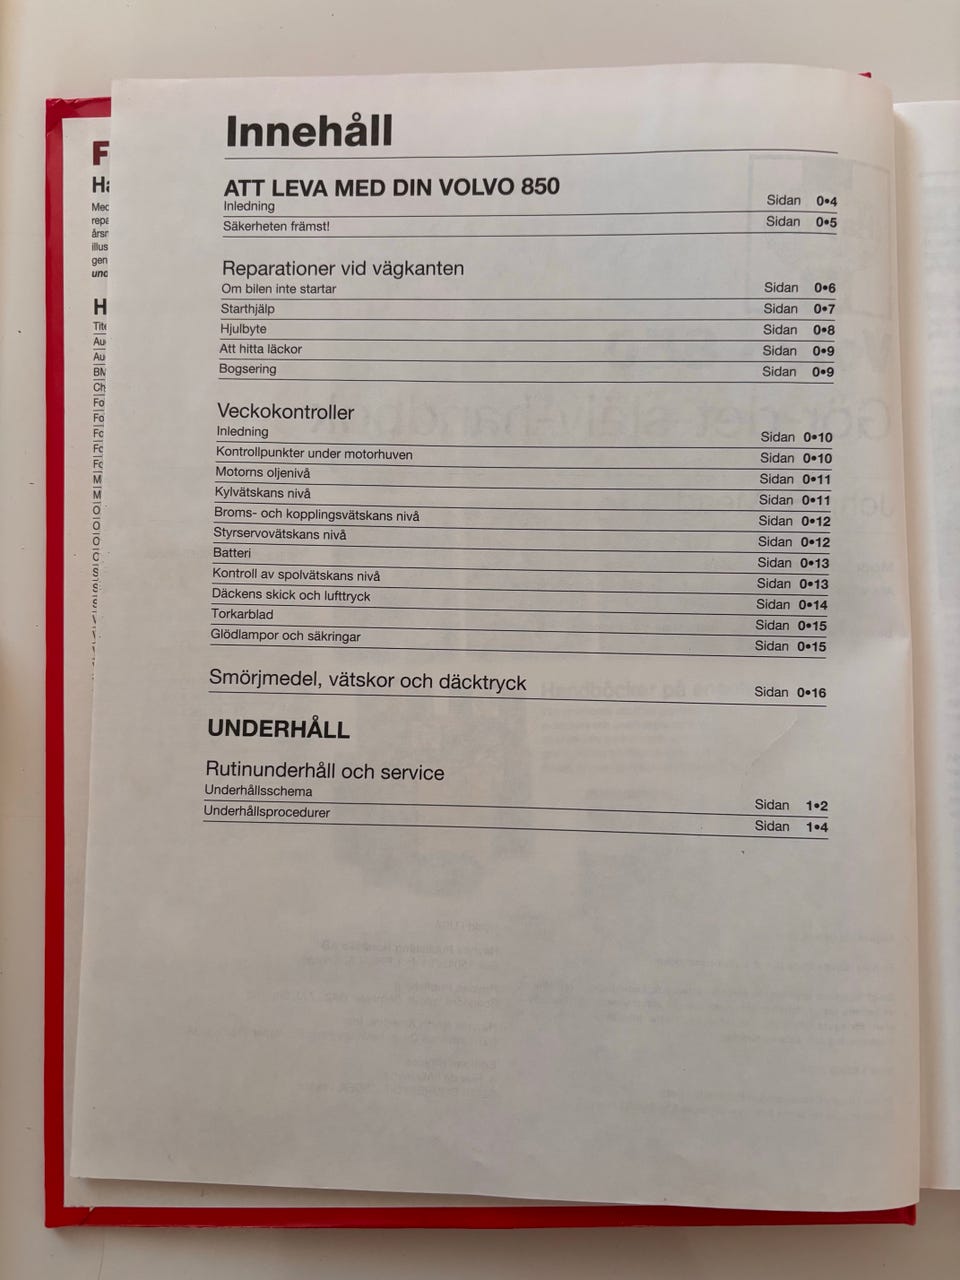 Innehåll
ATT LEVA MED DIN VOLVO 850
Inledning Sidan 0•4
Säkerheten främst! Sidan 0•5
Reparationer vid vägkanten
Om bilen inte startar Sidan 0•6
Starthjälp Sidan 0•7
Hjulbyte Sidan 0•8
Att hitta läckor Sidan 0•9
Bogsering Sidan 0•9
Veckokontroller
Inledning Sidan 0•10
Kontrollpunkter under motorhuven Sidan 0•10
Motorns oljenivå Sidan 0•11
Kylvätskans nivå Sidan 0•11
Broms- och kopplingsvätskans nivå Sidan 0•12
Styrservovätskans nivå Sidan 0•12
Batteri Sidan 0•13
Kontroll av spolvätskans nivå Sidan 0•13
Däckens skick och lufttryck Sidan 0•14
Torkarblad Sidan 0•15
Glödlampor och säkringar Sidan 0•15
Smörjmedel, vätskor och däcktryck Sidan 0•16
UNDERHÅLL
Rutinunderhåll och service
Underhållsschema Sidan 1•2
Underhållsprocedurer Sidan 1•4